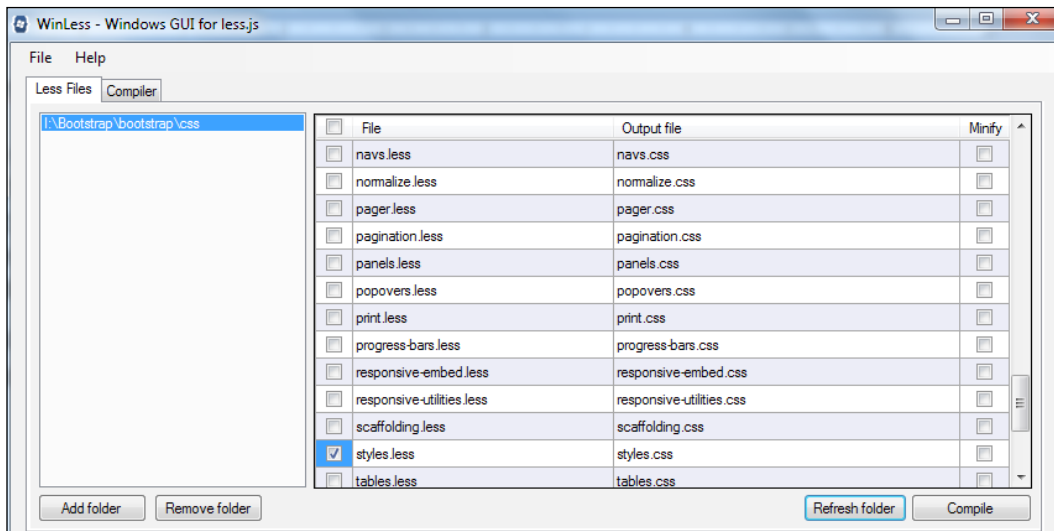 WinLess - Windows GUI for less.js
File Help
Less Files Compiler
I:\Bootstrap\bootstrap\css
File Output file Minify
navs.less navs.css
normalize.less normalize.css
pager.less pager.css
pagination.less pagination.css
panels.less panels.css
popovers.less popovers.css
print.less print.css
progress-bars.less progress-bars.css
responsive-embed.less responsive-embed.css
responsive-utilities.less responsive-utilities.css
scaffolding.less scaffolding.css
styles.less styles.css
tables.less tables.css
Add folder Remove folder Refresh folder Compile